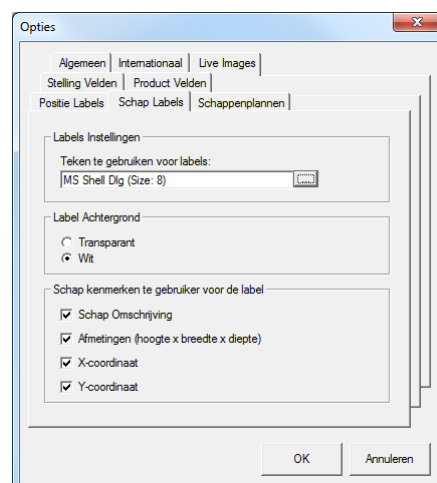 Opties
Algemeen Internationaal Live Images
Stelling Velden Product Velden
Positie Labels Schap Labels Schappenplannen
Labels Instellingen
Teken te gebruiken voor labels:
MS Shell Dlg (Size: 8) ....
Label Achtergrond
Transparant
Wit
Schap kenmerken te gebruiker voor de label
Schap Omschrijving
Afmetingen (hoogte x breedte x diepte)
X-coordinaat
Y-coordinaat
OK Annuleren